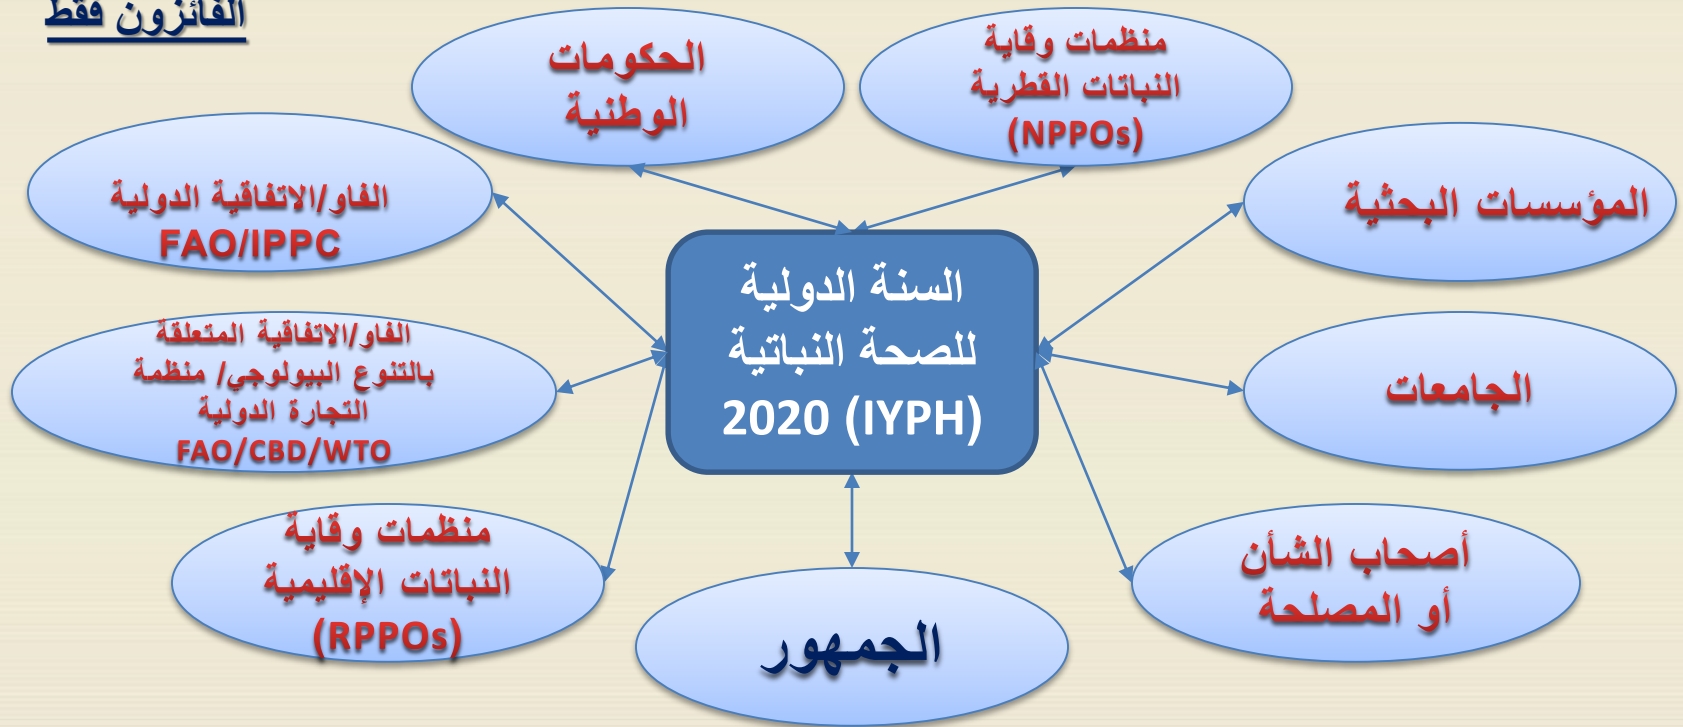 الفائزون فقط
منظمات وقاية
النباتات القطرية
(NPPOs)
الحكومات
الوطنية
المؤسسات البحثية
الفاو/الاتفاقية الدولية
FAO/IPPC
السنة الدولية
للصحة النباتية
2020 (IYPH)
الجامعات
الفاو/الاتفاقية المتعلقة
بالتنوع البيولوجي/ منظمة
التجارة الدولية
FAO/CBD/WTO
أصحاب الشأن
أو المصلحة
منظمات وقاية
النباتات الإقليمية
(RPPOs)
الجمهور